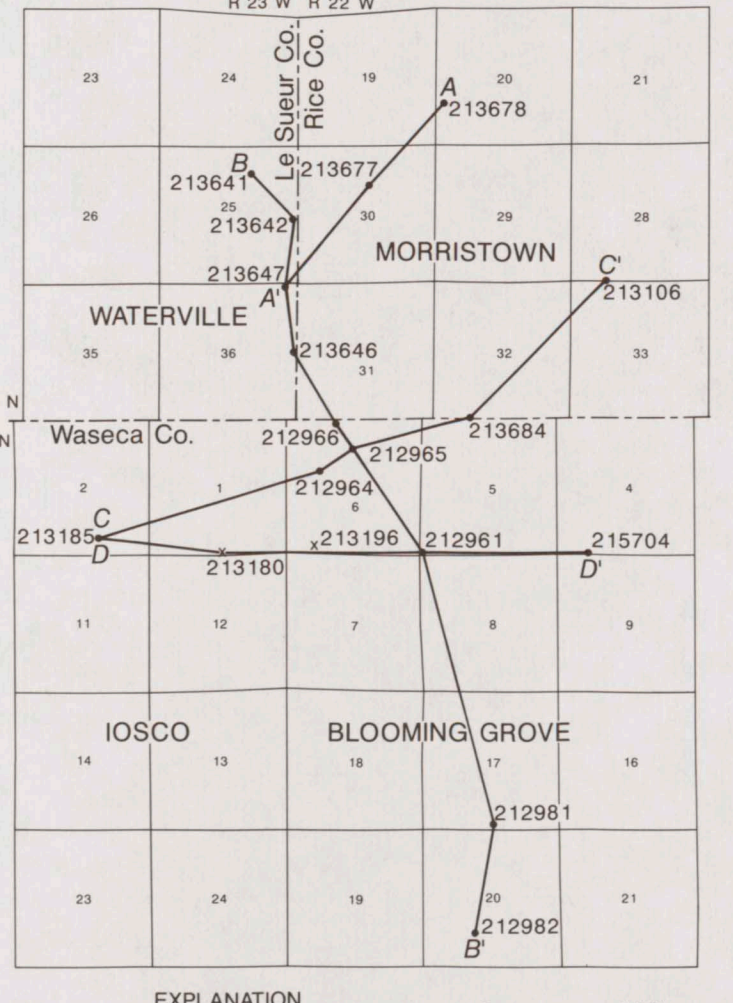 R 23 W R 22 W
Le Sueur Co.
Rice Co.
23 24 19 20 21
A
213678
B
213641
213677
26 25 30 29 28
213642
MORRISTOWN
213647
A'
C'
213106
WATERVILLE
35 36 213646 32 33
31
N
N
Waseca Co.
212966
212965
213684
2 1 212964 5 4
6
C
213185
D
x
213180
x
213196
212961
215704
D'
11 12 7 8 9
IOSCO
BLOOMING GROVE
14 13 18 17 16
212981
23 24 19 20 21
212982
B'
EXPLANATION